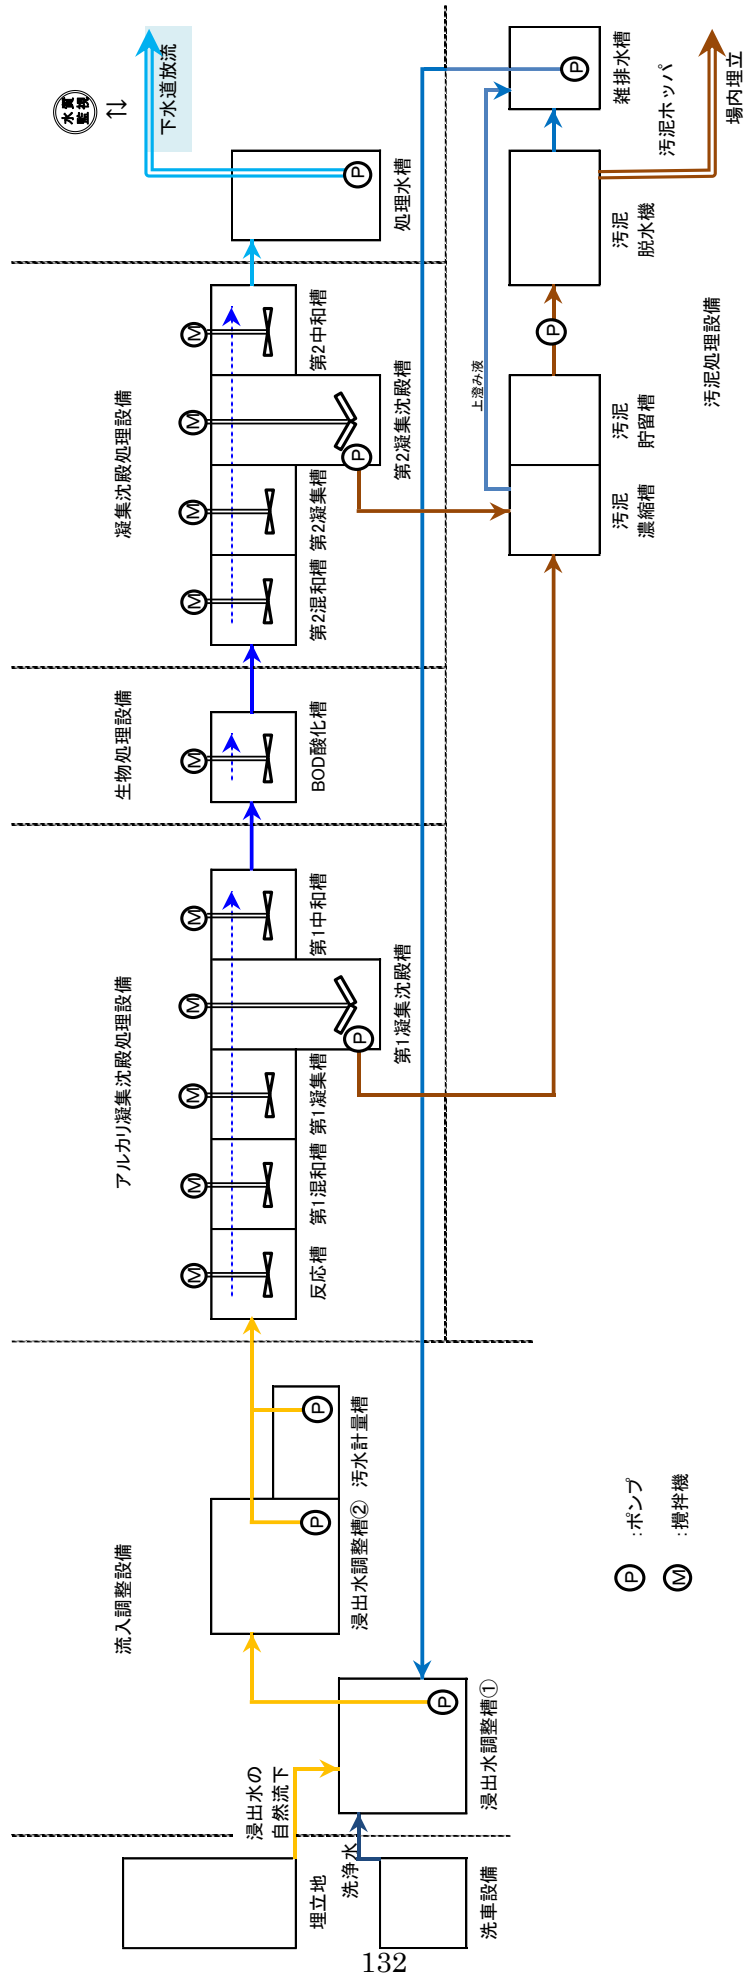 埋立地
洗車設備
浸出水の
自然流下
洗浄水
流入調整設備
浸出水調整槽①
P
浸出水調整槽②
P
汚水計量槽
P
アルカリ凝集沈殿処理設備
M
M
M
M
M
反応槽
第1混和槽
第1凝集槽
第1凝集沈殿槽
P
第1中和槽
生物処理設備
M
BOD酸化槽
凝集沈殿処理設備
M
M
M
M
第2混和槽
第2凝集槽
第2凝集沈殿槽
P
第2中和槽
処理水槽
P
下水道放流
水質
監視
汚泥処理設備
汚泥
濃縮槽
汚泥
貯留槽
P
汚泥
脱水機
上澄み液
雑排水槽
P
汚泥ホッパ
場内埋立
P :ポンプ
M :攪拌機
132